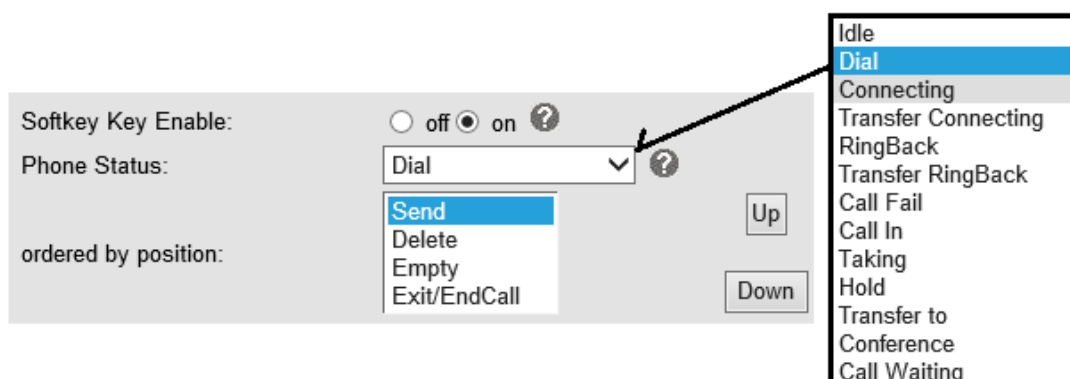 Softkey Key Enable: off on ?
Phone Status: Dial ?
ordered by position:
Send
Delete
Empty
Exit/EndCall
Up
Down
Idle
Dial
Connecting
Transfer Connecting
RingBack
Transfer RingBack
Call Fail
Call In
Taking
Hold
Transfer to
Conference
Call Waiting